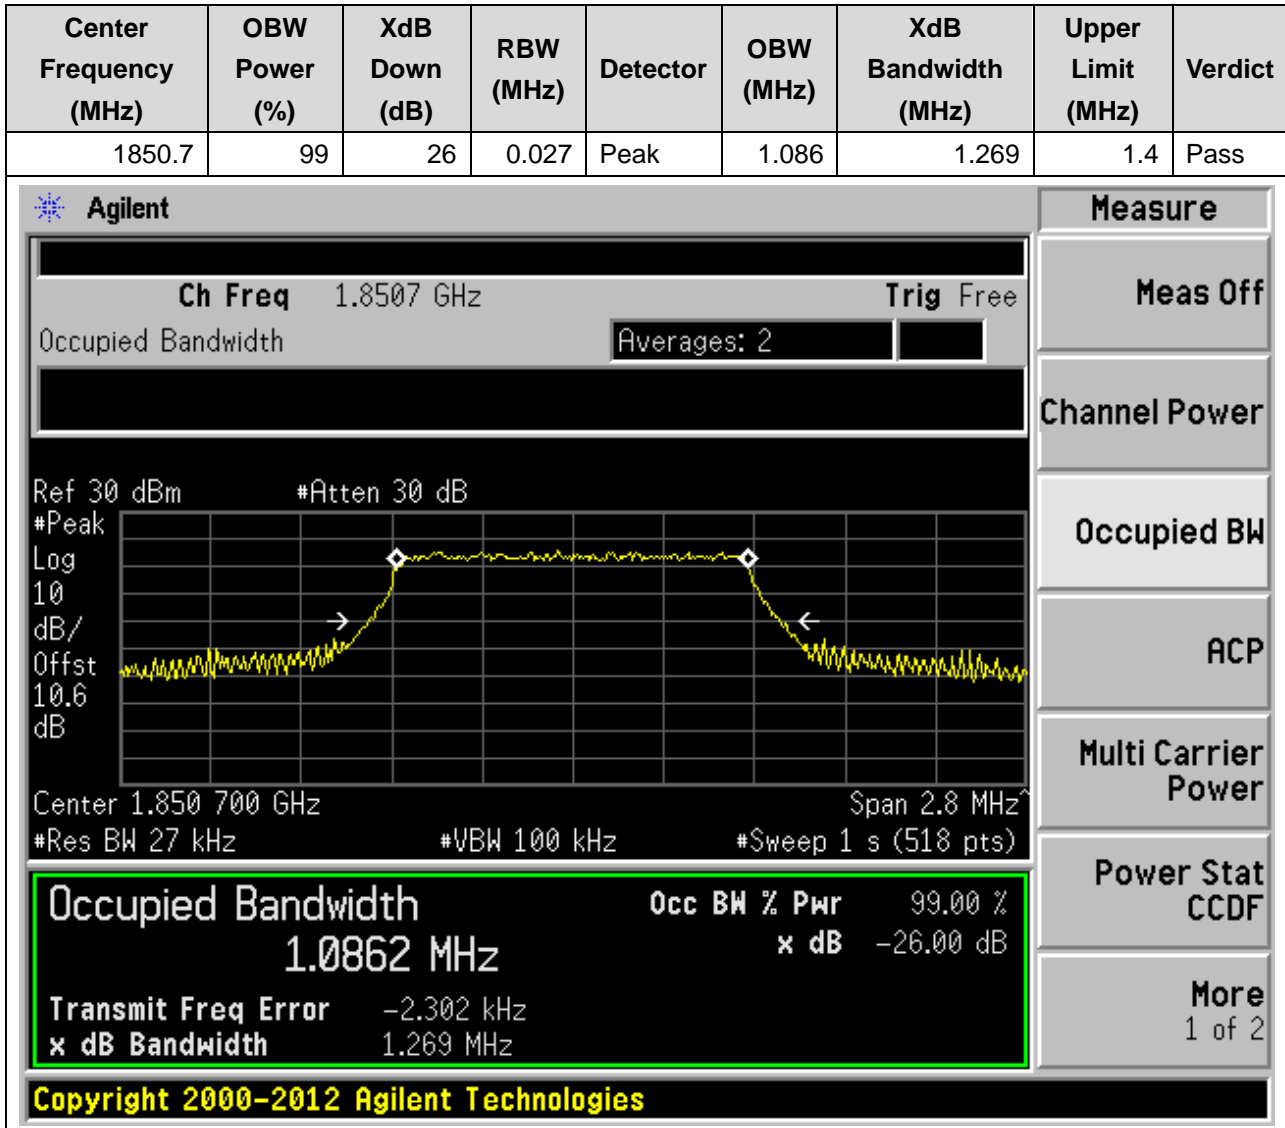 Center Frequency (MHz) OBW Power (%) XdB Down (dB) RBW (MHz) Detector OBW (MHz) XdB Bandwidth (MHz) Upper Limit (MHz) Verdict
1850.7 99 26 0.027 Peak 1.086 1.269 1.4 Pass
Agilent
Measure
Ch Freq 1.8507 GHz Trig Free
Occupied Bandwidth Averages: 2
Meas Off
Channel Power
Occupied BW
ACP
Multi Carrier
Power
Power Stat
CCDF
More
1 of 2
Ref 30 dBm #Atten 30 dB
#Peak
Log
10
dB/
Offst
10.6
dB
Center 1.850 700 GHz Span 2.8 MHz^
#Res BW 27 kHz #VBW 100 kHz #Sweep 1 s (518 pts)
Occupied Bandwidth Occ BW % Pwr 99.00 %
1.0862 MHz x dB -26.00 dB
Transmit Freq Error -2.302 kHz
x dB Bandwidth 1.269 MHz
Copyright 2000-2012 Agilent Technologies